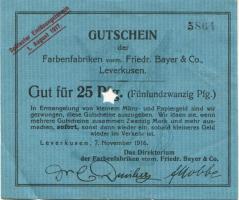 5864
Spätester Einlösungstermin
1. August 1917.
GUTSCHEIN
der
Farbenfabriken vorm. Friedr. Bayer & Co.,
Leverkusen.
Gut für 25 Pfg. (Fünfundzwanzig Pfg.)
In Ermangelung von kleinem Münz- und Papiergeld sind wir
gezwungen, diese Gutscheine auszugeben. Wir lösen sie, wenn
mehrere Gutscheine zusammen Zwanzig Mark und mehr aus-
machen, sofort, sonst dann wieder ein, sobald kleineres Geld
wieder im Verkehr ist.
Leverkusen, 7. November 1916.
Das Direktorium
der Farbenfabriken vorm. Friedr. Bayer & Co.